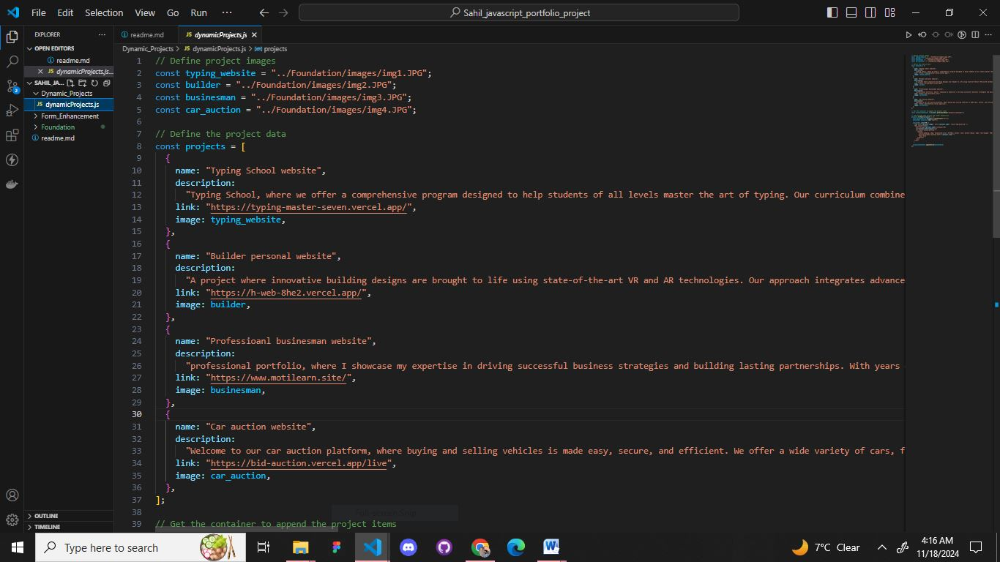 File Edit Selection View Go Run ··· Sahil_javascript_portfolio_project
EXPLORER ···
OPEN EDITORS
readme.md
dynamicProjects.js...
SAHIL_JA...
Dynamic_Projects
JS dynamicProjects.js
Form_Enhancement
Foundation
readme.md
OUTLINE
TIMELINE
2
readme.md JS dynamicProjects.js
Dynamic_Projects > JS dynamicProjects.js > projects
1 // Define project images
2 const typing_website = "../Foundation/images/img1.JPG";
3 const builder = "../Foundation/images/img2.JPG";
4 const businesman = "../Foundation/images/img3.JPG";
5 const car_auction = "../Foundation/images/img4.JPG";
6
7 // Define the project data
8 const projects = [
9 {
10 name: "Typing School website",
11 description:
12 "Typing School, where we offer a comprehensive program designed to help students of all levels master the art of typing. Our curriculum combine
13 link: "https://typing-master-seven.vercel.app/",
14 image: typing_website,
15 },
16 {
17 name: "Builder personal website",
18 description:
19 "A project where innovative building designs are brought to life using state-of-the-art VR and AR technologies. Our approach integrates advance
20 link: "https://h-web-8he2.vercel.app/",
21 image: builder,
22 },
23 {
24 name: "Professioanl businesman website",
25 description:
26 "professional portfolio, where I showcase my expertise in driving successful business strategies and building lasting partnerships. With years
27 link: "https://www.motilearn.site/",
28 image: businesman,
29 },
30 {
31 name: "Car auction website",
32 description:
33 "Welcome to our car auction platform, where buying and selling vehicles is made easy, secure, and efficient. We offer a wide variety of cars, f
34 link: "https://bid-auction.vercel.app/live",
35 image: car_auction,
36 },
37 ];
38
39 // Get the container to append the project items
Full-screen Snip
Type here to search
7°C Clear
4:16 AM
11/18/2024